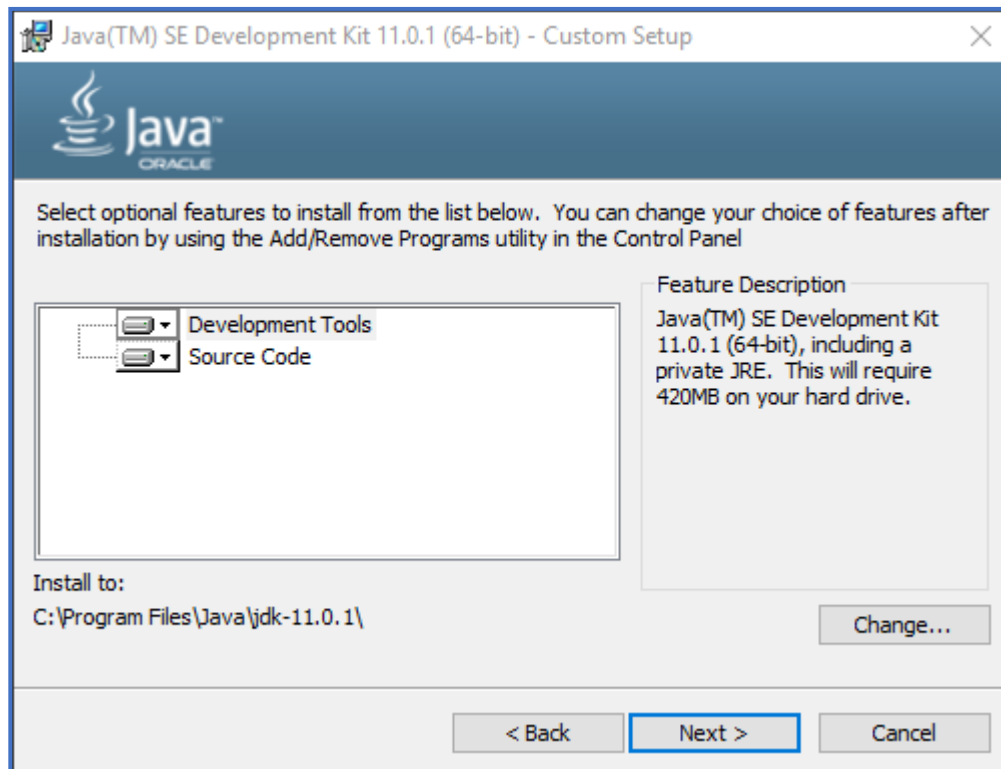 Java(TM) SE Development Kit 11.0.1 (64-bit) - Custom Setup
Java™
ORACLE
Select optional features to install from the list below.  You can change your choice of features after
installation by using the Add/Remove Programs utility in the Control Panel
Development Tools
Source Code
Feature Description
Java(TM) SE Development Kit
11.0.1 (64-bit), including a
private JRE.  This will require
420MB on your hard drive.
Install to:
C:\Program Files\Java\jdk-11.0.1\
Change...
< Back
Next >
Cancel